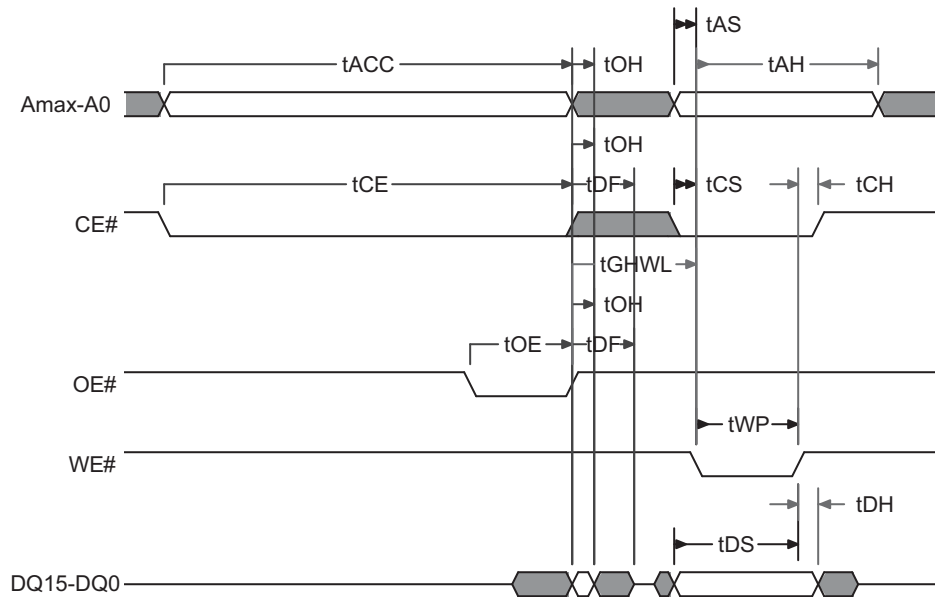 tAS
tACC tOH tAH
Amax-A0
tOH
tCE tDF tCS tCH
CE#
tGHWL
tOH
tOE tDF
OE#
tWP
WE#
tDH
tDS
DQ15-DQ0